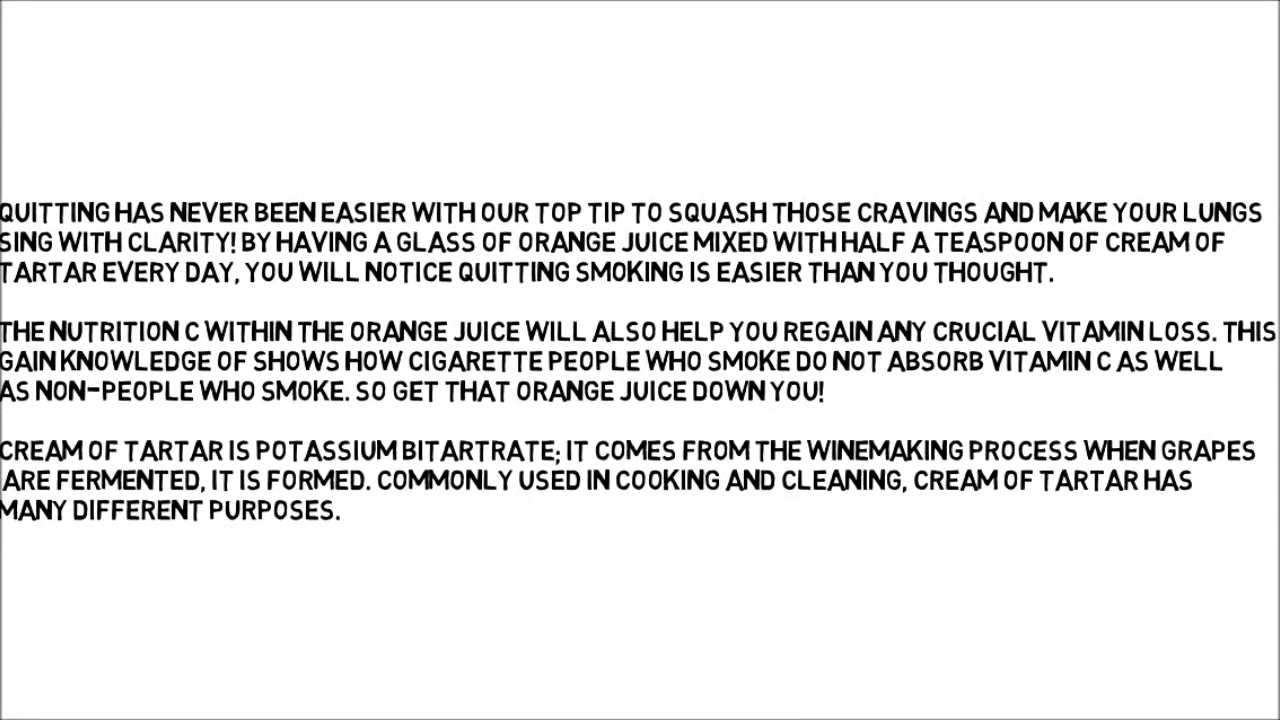 QUITTING HAS NEVER BEEN EASIER WITH OUR TOP TIP TO SQUASH THOSE CRAVINGS AND MAKE YOUR LUNGS
SING WITH CLARITY! BY HAVING A GLASS OF ORANGE JUICE MIXED WITH HALF A TEASPOON OF CREAM OF
TARTAR EVERY DAY, YOU WILL NOTICE QUITTING SMOKING IS EASIER THAN YOU THOUGHT.
THE NUTRITION C WITHIN THE ORANGE JUICE WILL ALSO HELP YOU REGAIN ANY CRUCIAL VITAMIN LOSS. THIS
GAIN KNOWLEDGE OF SHOWS HOW CIGARETTE PEOPLE WHO SMOKE DO NOT ABSORB VITAMIN C AS WELL
AS NON-PEOPLE WHO SMOKE. SO GET THAT ORANGE JUICE DOWN YOU!
CREAM OF TARTAR IS POTASSIUM BITARTRATE; IT COMES FROM THE WINEMAKING PROCESS WHEN GRAPES
ARE FERMENTED, IT IS FORMED. COMMONLY USED IN COOKING AND CLEANING, CREAM OF TARTAR HAS
MANY DIFFERENT PURPOSES.